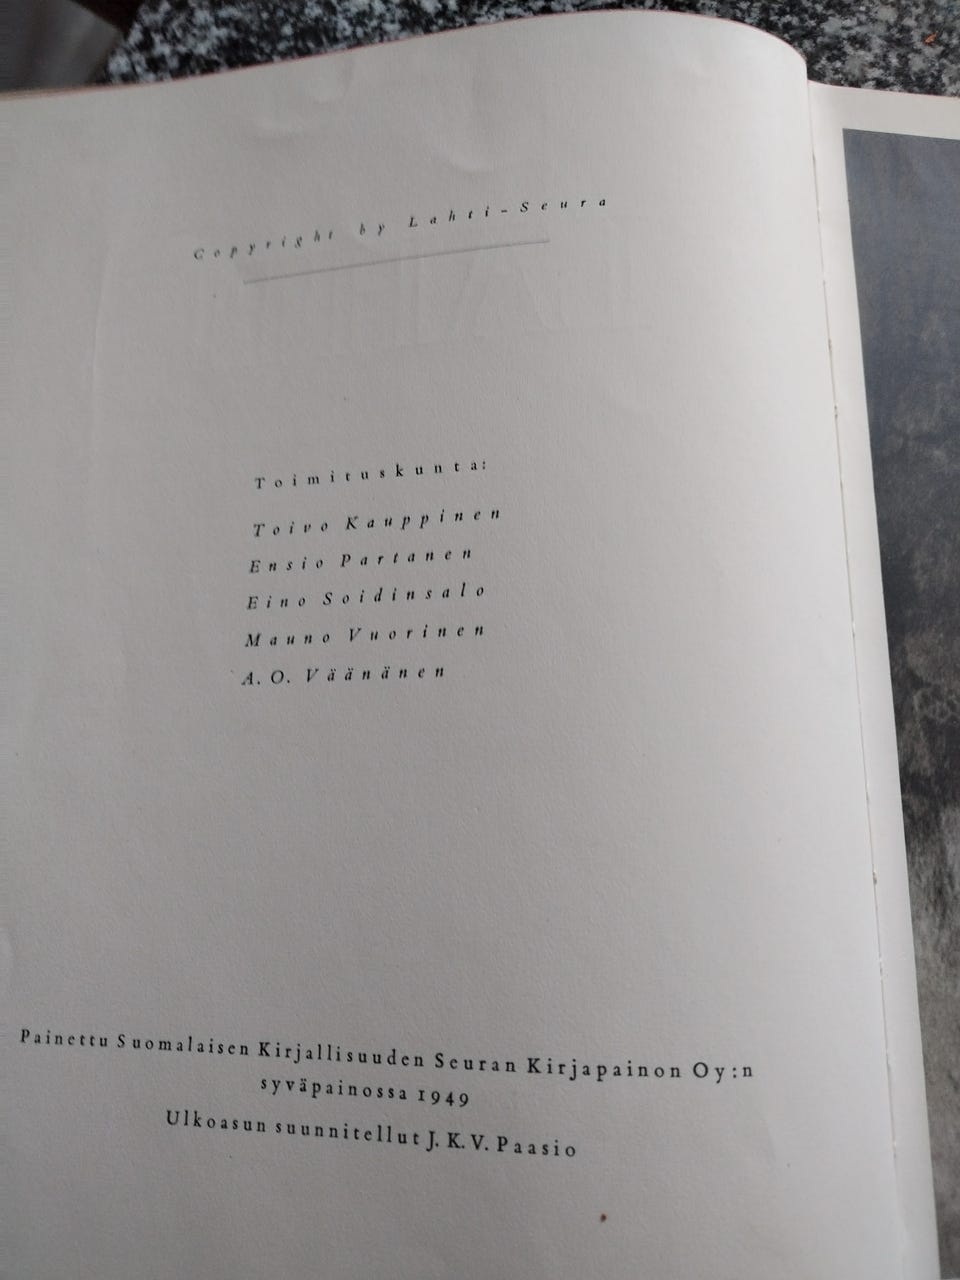 Copyright by Lahti-Seura
Toimituskunta:
Toivo Kauppinen
Ensio Partanen
Eino Soidinsalo
Mauno Vuorinen
A. O. Väänänen
Painettu Suomalaisen Kirjallisuuden Seuran Kirjapainon Oy:n
syväpainossa 1949
Ulkoasun suunnitellut J. K. V. Paasio